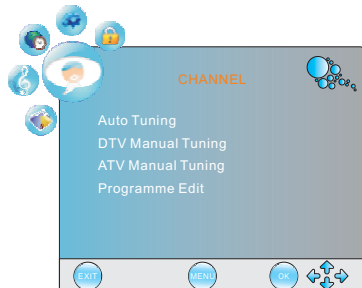 CHANNEL
Auto Tuning
DTV Manual Tuning
ATV Manual Tuning
Programme Edit
EXIT MENU OK